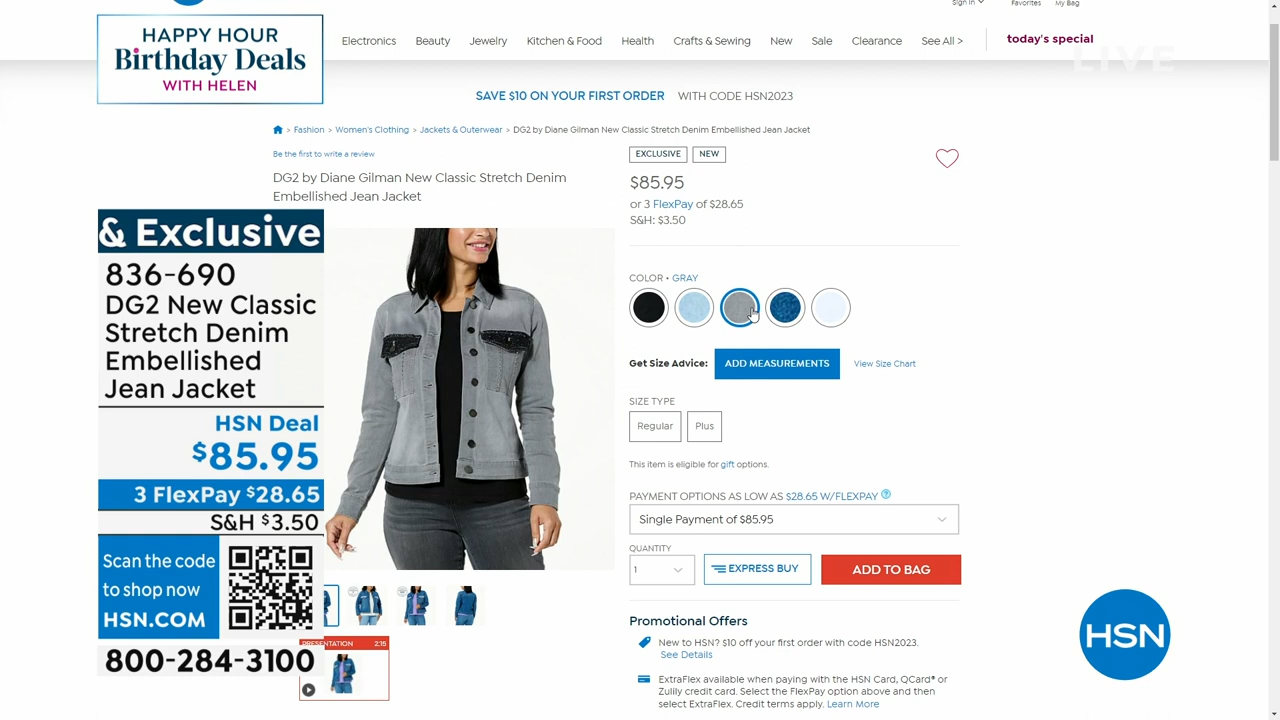 Sign In
Favorites
My Bag
HAPPY HOUR
Birthday Deals
WITH HELEN
Electronics
Beauty
Jewelry
Kitchen & Food
Health
Crafts & Sewing
New
Sale
Clearance
See All >
today's special
LIVE
SAVE $10 ON YOUR FIRST ORDER WITH CODE HSN2023
> Fashion > Women's Clothing > Jackets & Outerwear > DG2 by Diane Gilman New Classic Stretch Denim Embellished Jean Jacket
Be the first to write a review
DG2 by Diane Gilman New Classic Stretch Denim
Embellished Jean Jacket
EXCLUSIVE
NEW
$85.95
or 3 FlexPay of $28.65
S&H: $3.50
& Exclusive
836-690
DG2 New Classic
Stretch Denim
Embellished
Jean Jacket
HSN Deal
$85.95
3 FlexPay $28.65
S&H $3.50
Scan the code
to shop now
HSN.COM
800-284-3100
PRESENTATION 2:15
COLOR • GRAY
Get Size Advice:
ADD MEASUREMENTS
View Size Chart
SIZE TYPE
Regular
Plus
This item is eligible for gift options.
PAYMENT OPTIONS AS LOW AS $28.65 W/FLEXPAY ?
Single Payment of $85.95
QUANTITY
1
EXPRESS BUY
ADD TO BAG
Promotional Offers
New to HSN? $10 off your first order with code HSN2023.
See Details
ExtraFlex available when paying with the HSN Card, QCard® or
Zulily credit card. Select the FlexPay option above and then
select ExtraFlex. Credit terms apply. Learn More
HSN